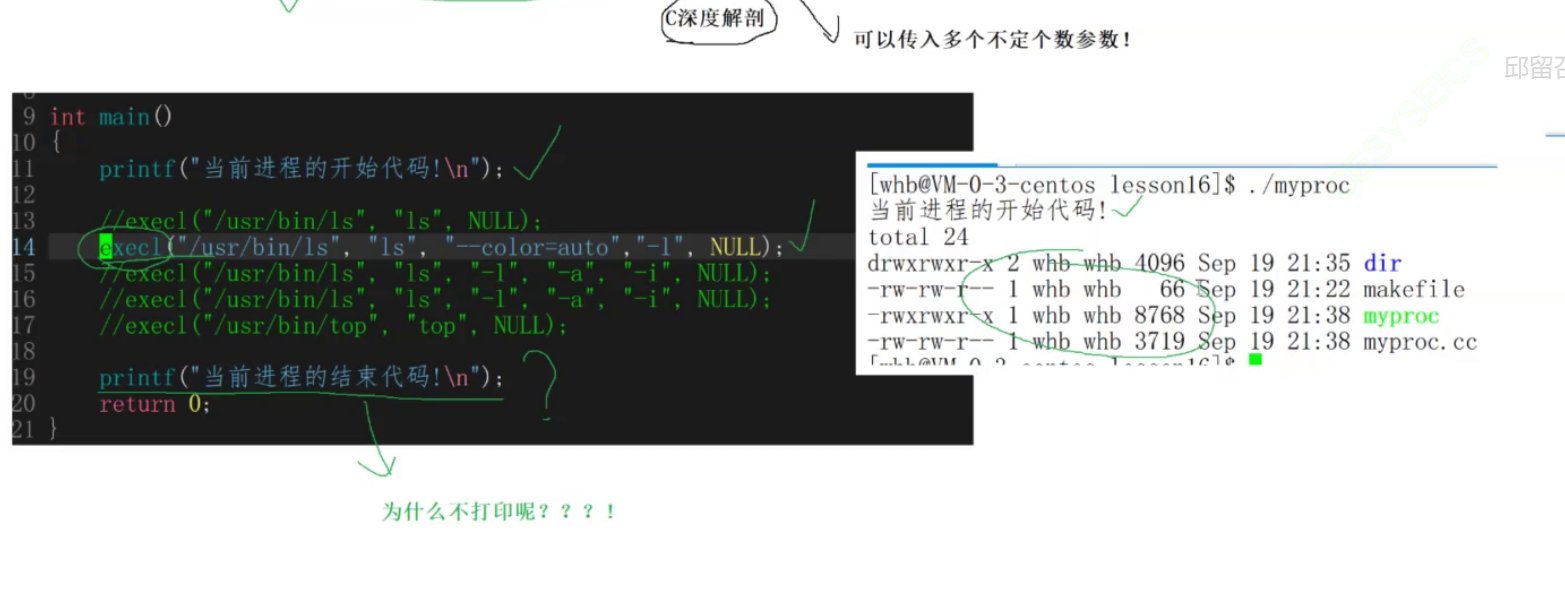 C深度解剖
可以传入多个不定个数参数!
邱留
9 int main()
10 {
11     printf("当前进程的开始代码!\n");
12
13     //execl("/usr/bin/ls", "ls", NULL);
14     execl("/usr/bin/ls", "ls", "--color=auto","-l", NULL);
15     //execl("/usr/bin/ls", "ls", "-l", "-a", "-i", NULL);
16     //execl("/usr/bin/ls", "ls", "-l", "-a", "-i", NULL);
17     //execl("/usr/bin/top", "top", NULL);
18
19     printf("当前进程的结束代码!\n");
20     return 0;
21 }
?
[whb@VM-0-3-centos lesson16]$ ./myproc
当前进程的开始代码!
total 24
drwxrwxr-x 2 whb whb 4096 Sep 19 21:35 dir
-rw-rw-r-- 1 whb whb   66 Sep 19 21:22 makefile
-rwxrwxr-x 1 whb whb 8768 Sep 19 21:38 myproc
-rw-rw-r-- 1 whb whb 3719 Sep 19 21:38 myproc.cc
为什么不打印呢???!